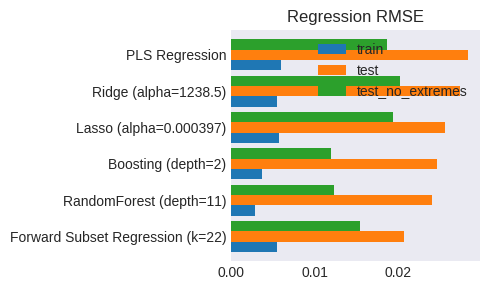 Regression RMSE
PLS Regression
train
test
Ridge (alpha=1238.5)
test_no_extremes
Lasso (alpha=0.000397)
Boosting (depth=2)
RandomForest (depth=11)
Forward Subset Regression (k=22)
0.00 0.01 0.02